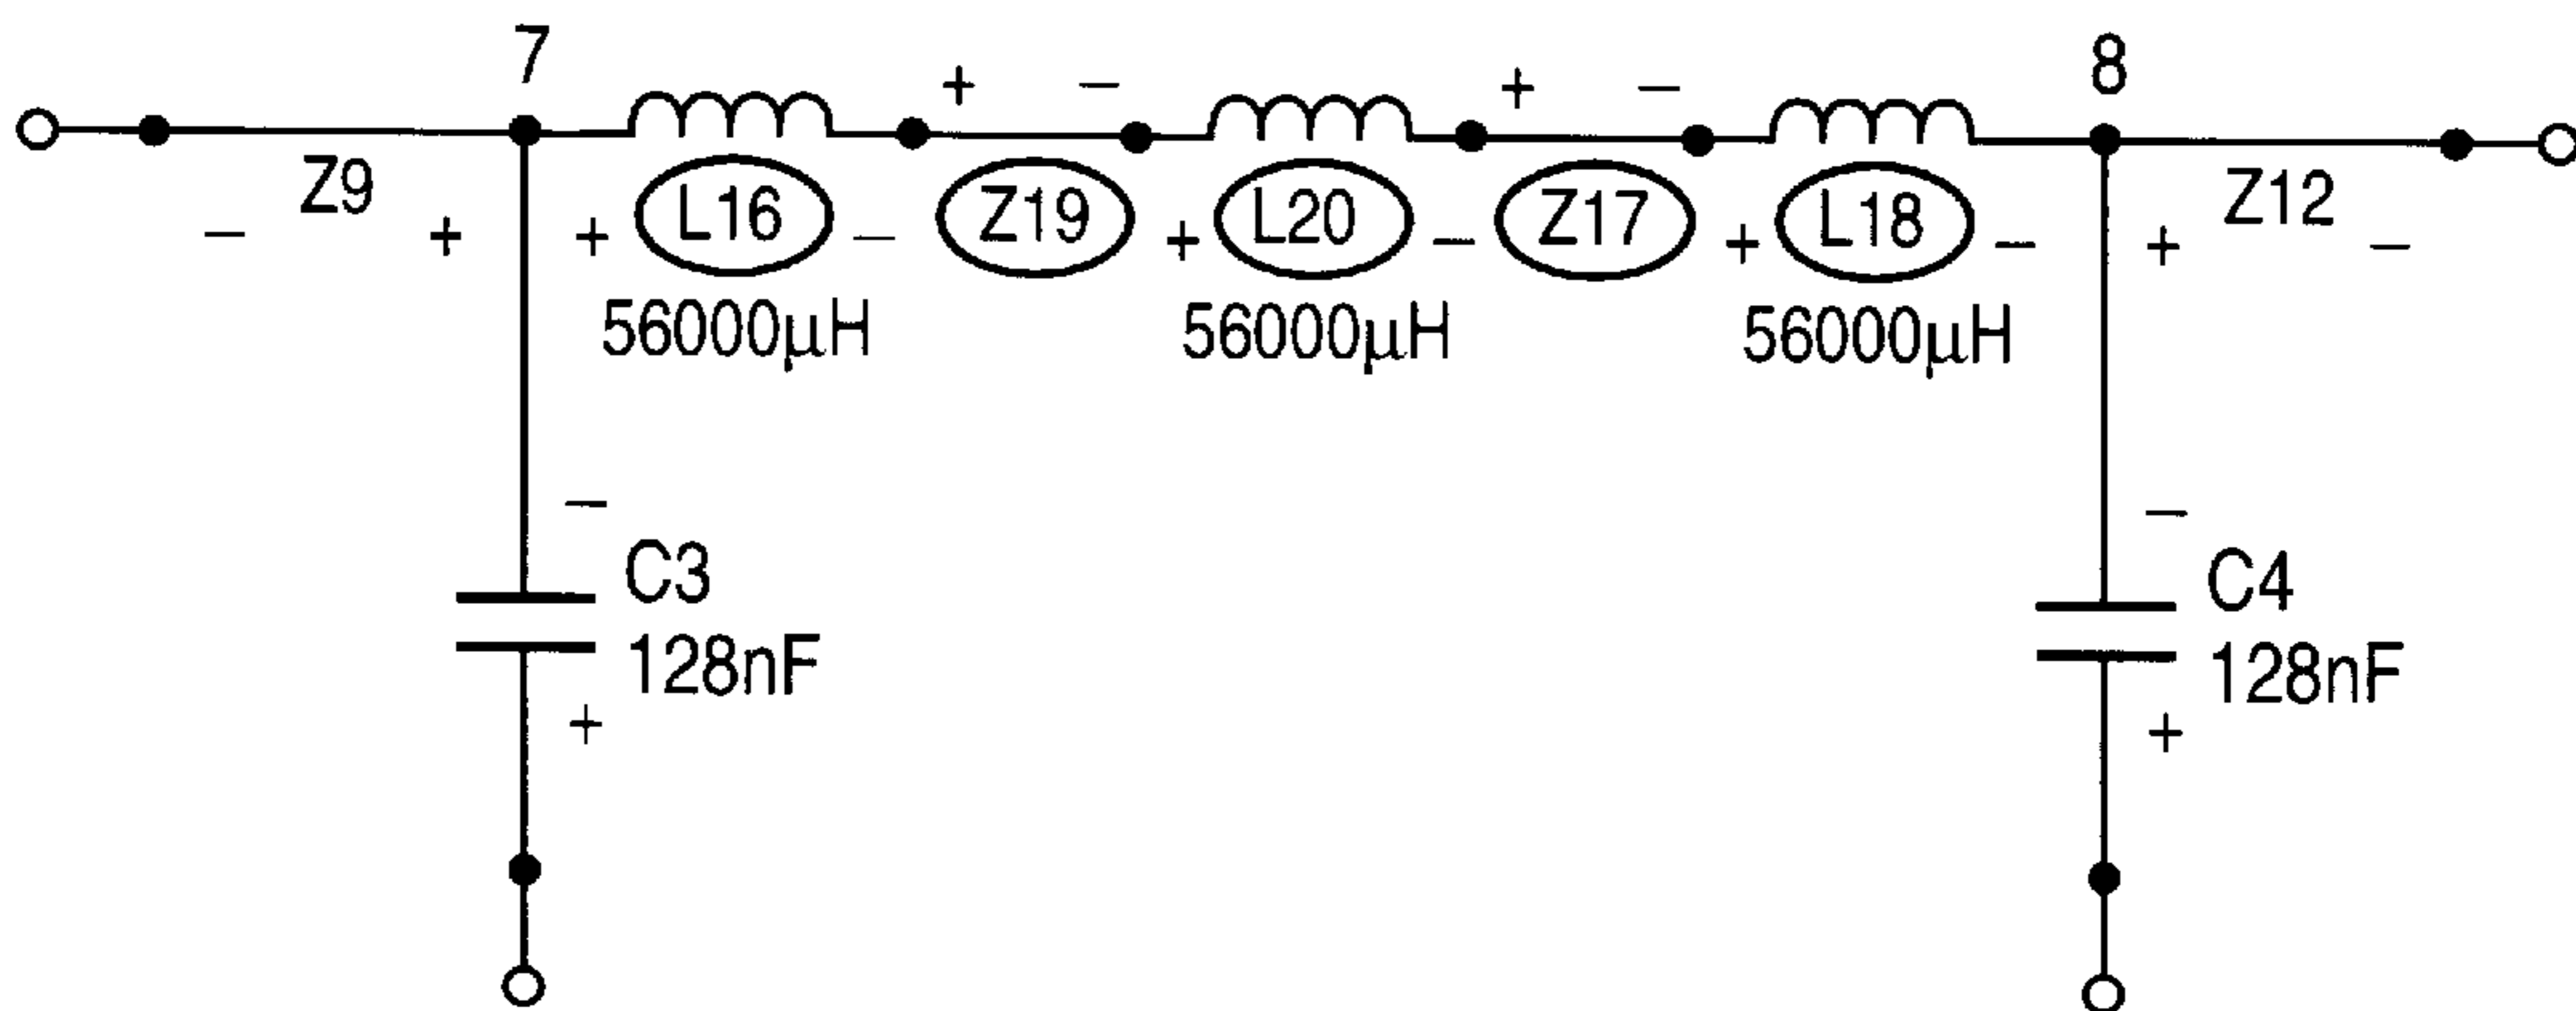 7 8
+ − + −
Z9 L16 Z19 L20 Z17 L18 Z12
− + + − + − + − + −
56000µH 56000µH 56000µH
− −
C3 C4
128nF 128nF
+ +